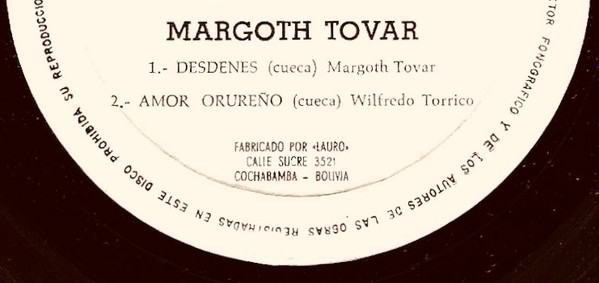 MARGOTH TOVAR
1.- DESDENES (cueca) Margoth Tovar
2.- AMOR ORUREÑO (cueca) Wilfredo Torrico
FABRICADO POR «LAURO»
CALLE SUCRE 3521
COCHABAMBA - BOLIVIA
FONOGRAFICO Y DE LOS AUTORES DE LAS OBRAS REGISTRADAS EN ESTE DISCO PROHIBIDA SU